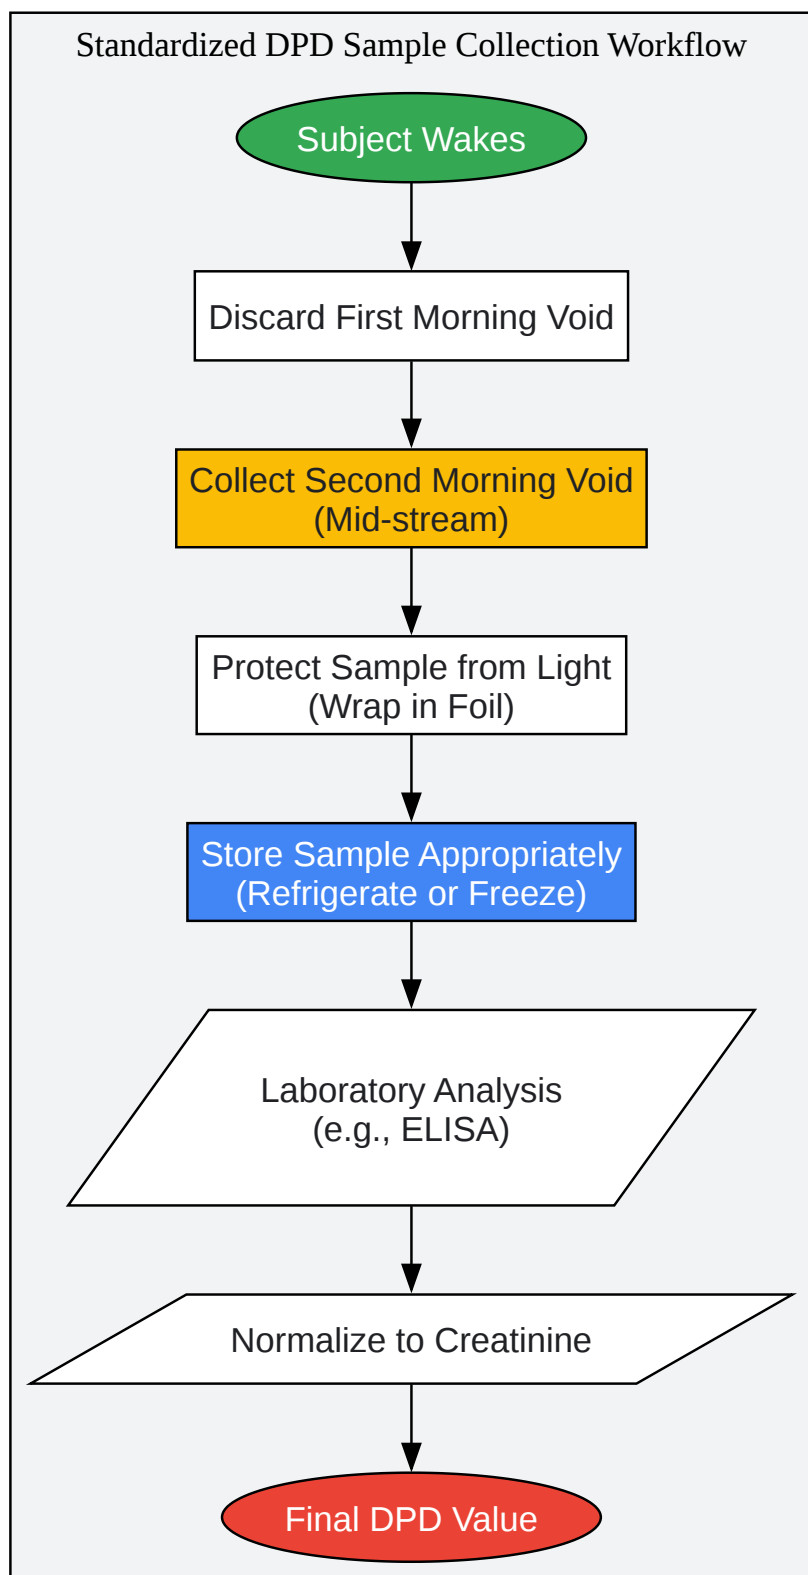 Standardized DPD Sample Collection Workflow
Subject Wakes
Discard First Morning Void
Collect Second Morning Void
(Mid-stream)
Protect Sample from Light
(Wrap in Foil)
Store Sample Appropriately
(Refrigerate or Freeze)
Laboratory Analysis
(e.g., ELISA)
Normalize to Creatinine
Final DPD Value